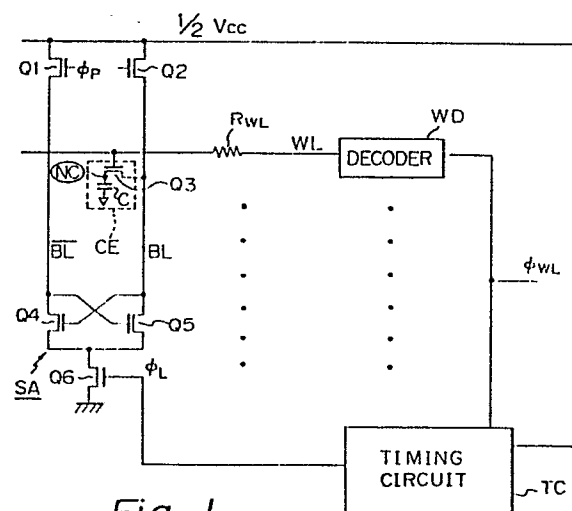 1/2 Vcc
Q1
φP
Q2
RWL
WL
WD
DECODER
NC
C
Q3
CE
BL
BL
φWL
Q4
Q5
SA
Q6
φL
TIMING
CIRCUIT
TC
Fig. 1